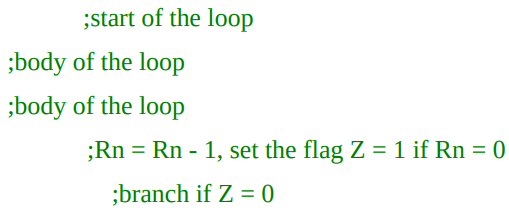 ;start of the loop
;body of the loop
;body of the loop
;Rn = Rn - 1, set the flag Z = 1 if Rn = 0
;branch if Z = 0